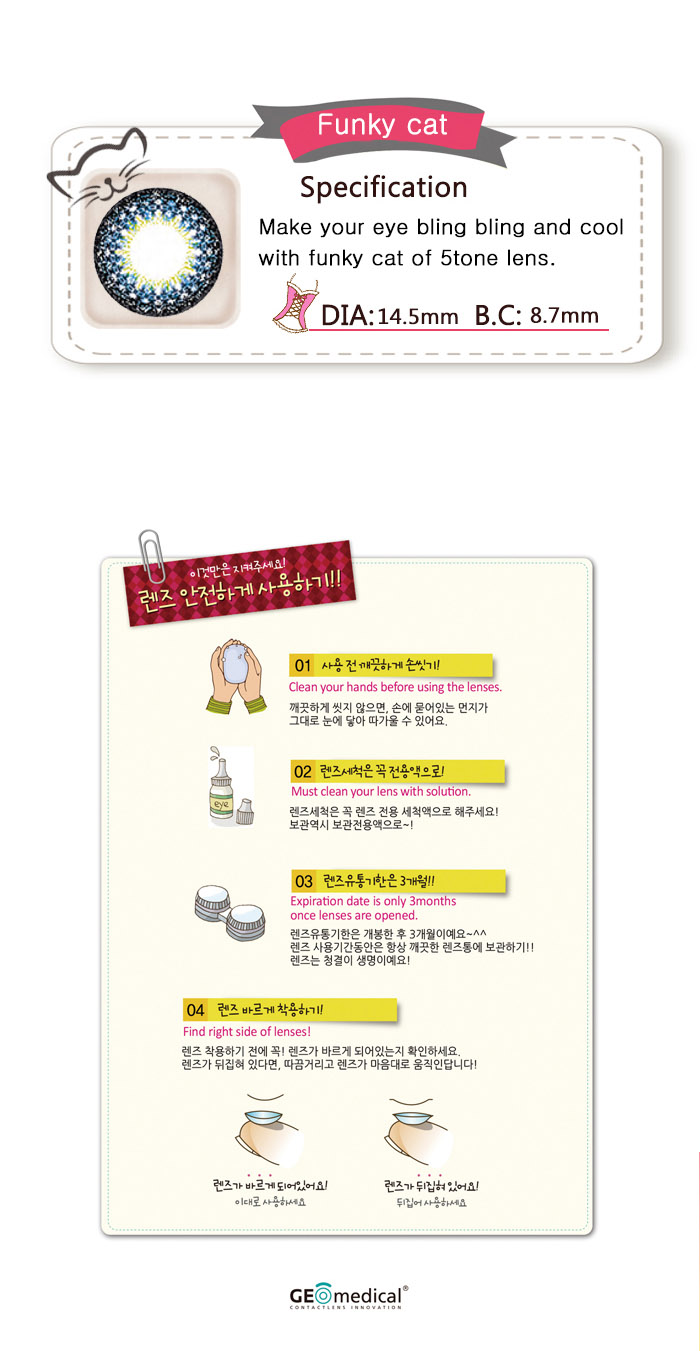 Funky cat
Specification
Make your eye bling bling and cool
with funky cat of 5tone lens.
DIA: 14.5mm B.C: 8.7mm
이것만은 지켜주세요!
렌즈 안전하게 사용하기!!
01 사용 전 깨끗하게 손씻기!
Clean your hands before using the lenses.
깨끗하게 씻지 않으면, 손에 묻어있는 먼지가
그대로 눈에 닿아 따가울 수 있어요.
eye
02 렌즈세척은 꼭 전용액으로!
Must clean your lens with solution.
렌즈세척은 꼭 렌즈 전용 세척액으로 해주세요!
보관역시 보관전용액으로~!
03 렌즈유통기한은 3개월!!
Expiration date is only 3months
once lenses are opened.
렌즈유통기한은 개봉한 후 3개월이예요~^^
렌즈 사용기간동안은 항상 깨끗한 렌즈통에 보관하기!!
렌즈는 청결이 생명이예요!
04 렌즈 바르게 착용하기!
Find right side of lenses!
렌즈 착용하기 전에 꼭! 렌즈가 바르게 되어있는지 확인하세요.
렌즈가 뒤집혀 있다면, 따끔거리고 렌즈가 마음대로 움직인답니다!
렌즈가 바르게 되어있어요!
이대로 사용하세요
렌즈가 뒤집혀 있어요!
뒤집어 사용하세요
GEOmedical®
CONTACTLENS INNOVATION